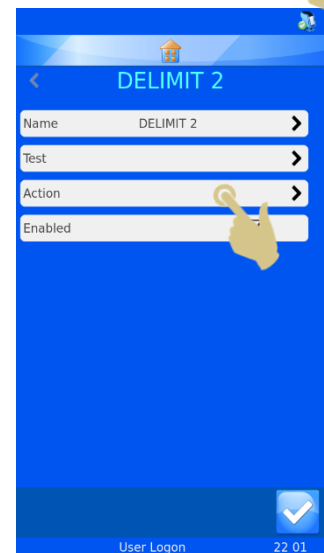 DELIMIT 2
Name DELIMIT 2
Test
Action
Enabled
User Logon 22 01